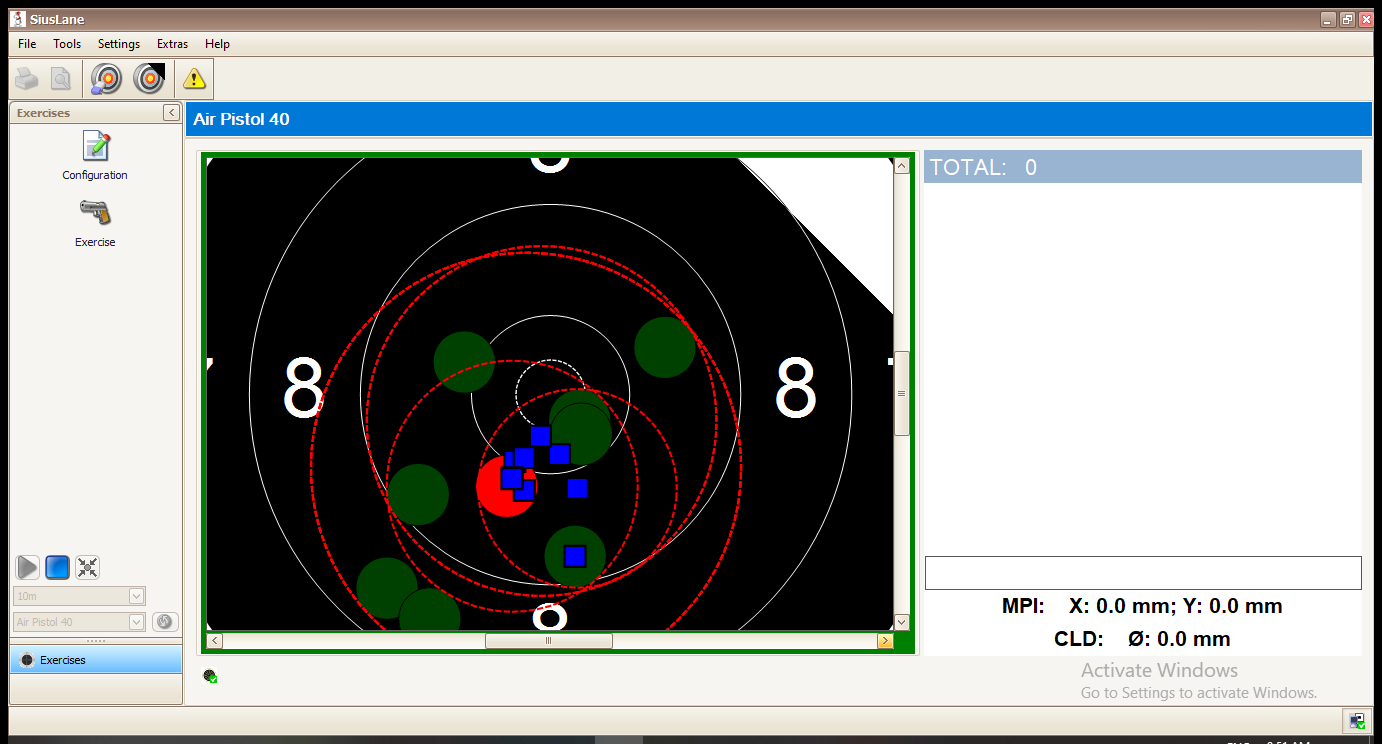 SiusLane
File Tools Settings Extras Help
Exercises
Configuration
Exercise
10m
Air Pistol 40
Exercises
Air Pistol 40
8
8
TOTAL: 0
MPI: X: 0.0 mm; Y: 0.0 mm
CLD: Ø: 0.0 mm
Activate Windows
Go to Settings to activate Windows.